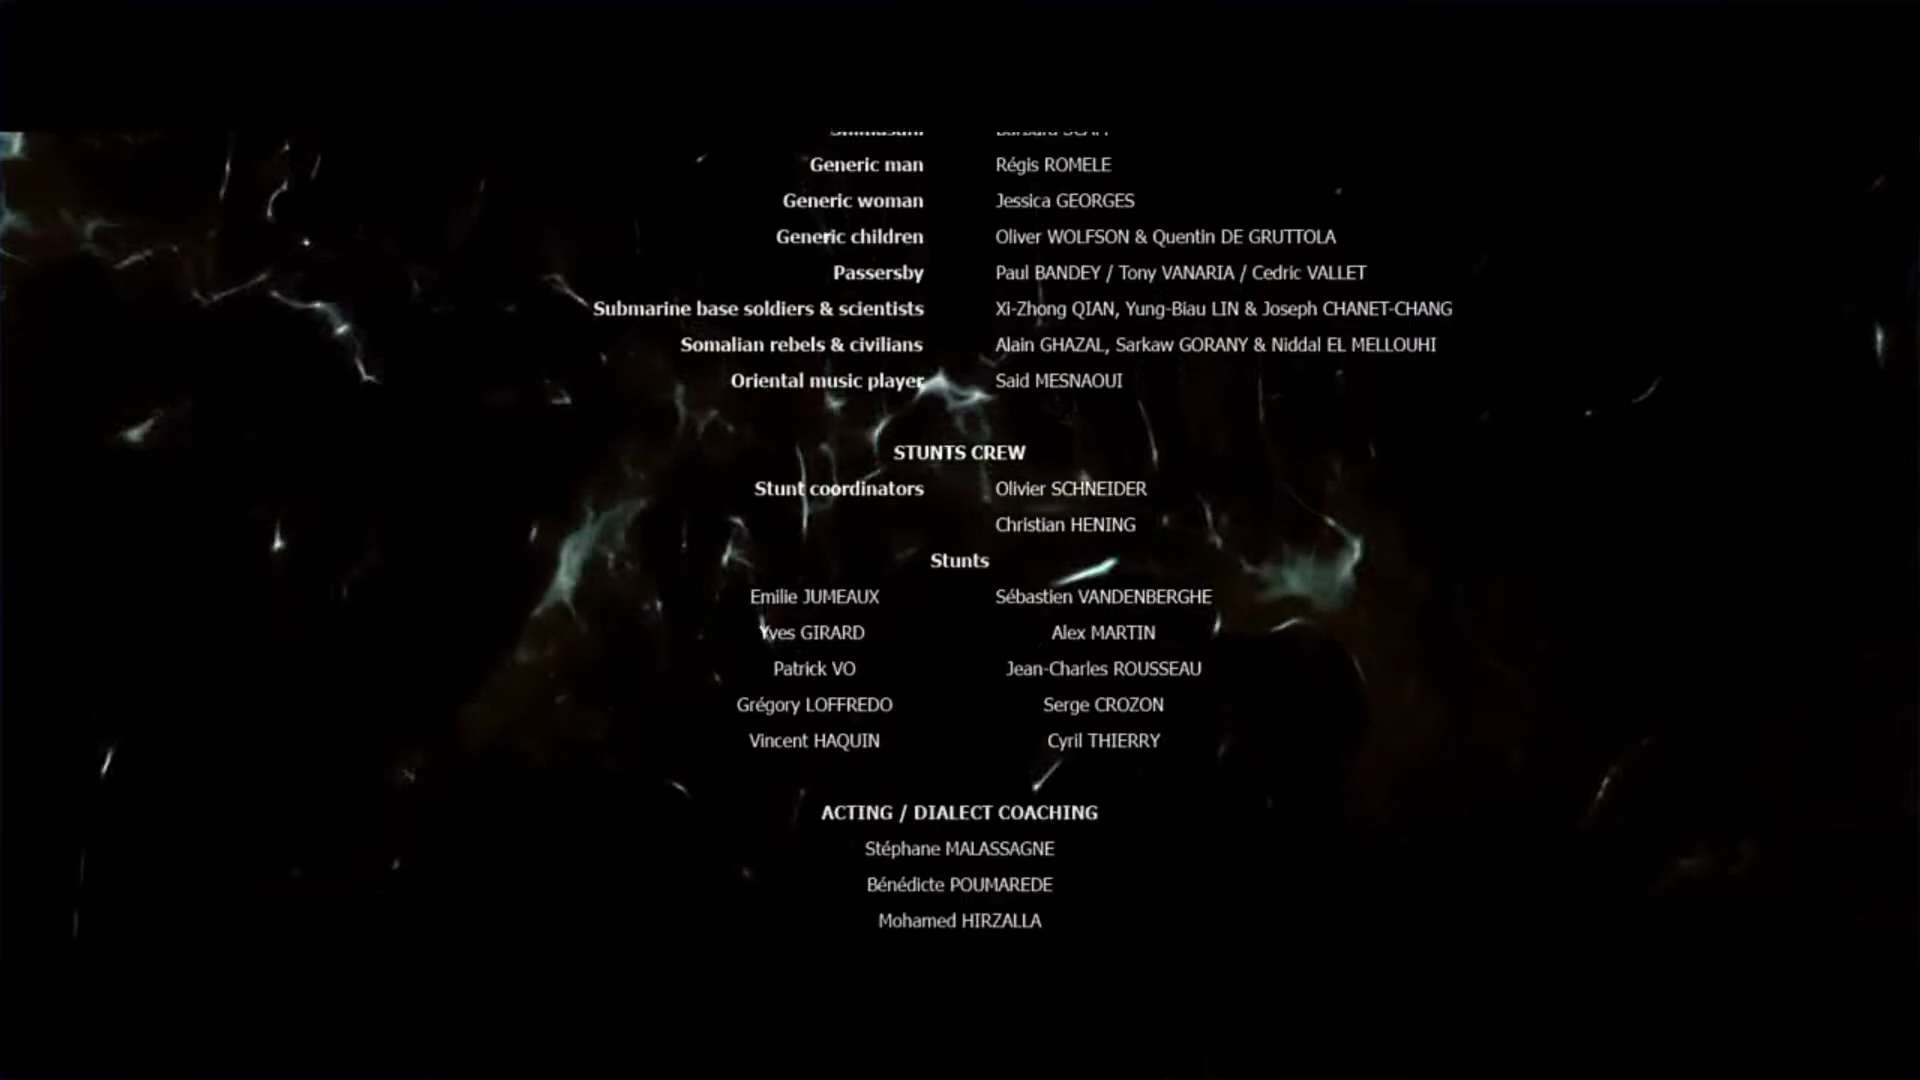 Generic man Régis ROMELE
Generic woman Jessica GEORGES
Generic children Oliver WOLFSON & Quentin DE GRUTTOLA
Passersby Paul BANDEY / Tony VANARIA / Cedric VALLET
Submarine base soldiers & scientists Xi-Zhong QIAN, Yung-Biau LIN & Joseph CHANET-CHANG
Somalian rebels & civilians Alain GHAZAL, Sarkaw GORANY & Niddal EL MELLOUHI
Oriental music player Said MESNAOUI
STUNTS CREW
Stunt coordinators Olivier SCHNEIDER
Christian HENING
Stunts
Emilie JUMEAUX Sébastien VANDENBERGHE
Yves GIRARD Alex MARTIN
Patrick VO Jean-Charles ROUSSEAU
Grégory LOFFREDO Serge CROZON
Vincent HAQUIN Cyril THIERRY
ACTING / DIALECT COACHING
Stéphane MALASSAGNE
Bénédicte POUMAREDE
Mohamed HIRZALLA